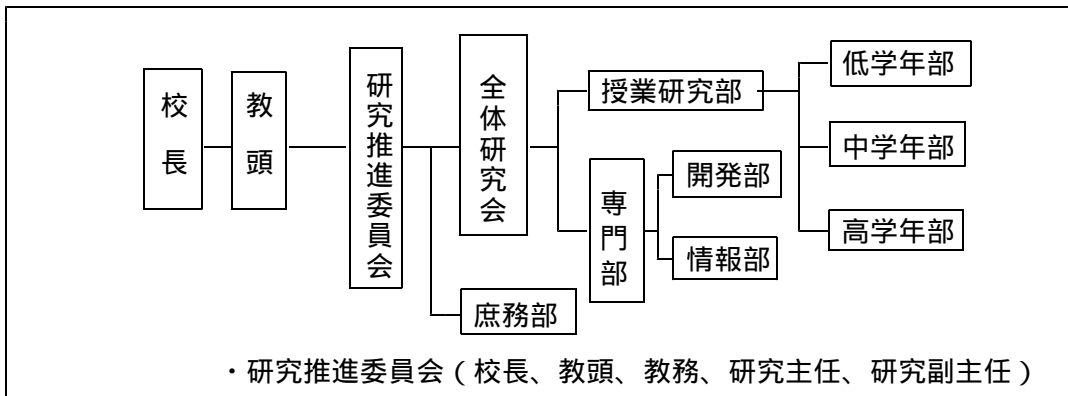 校長
教頭
研究推進委員会
全体研究会
授業研究部
低学年部
中学年部
高学年部
専門部
開発部
情報部
庶務部
・研究推進委員会(校長、教頭、教務、研究主任、研究副主任)